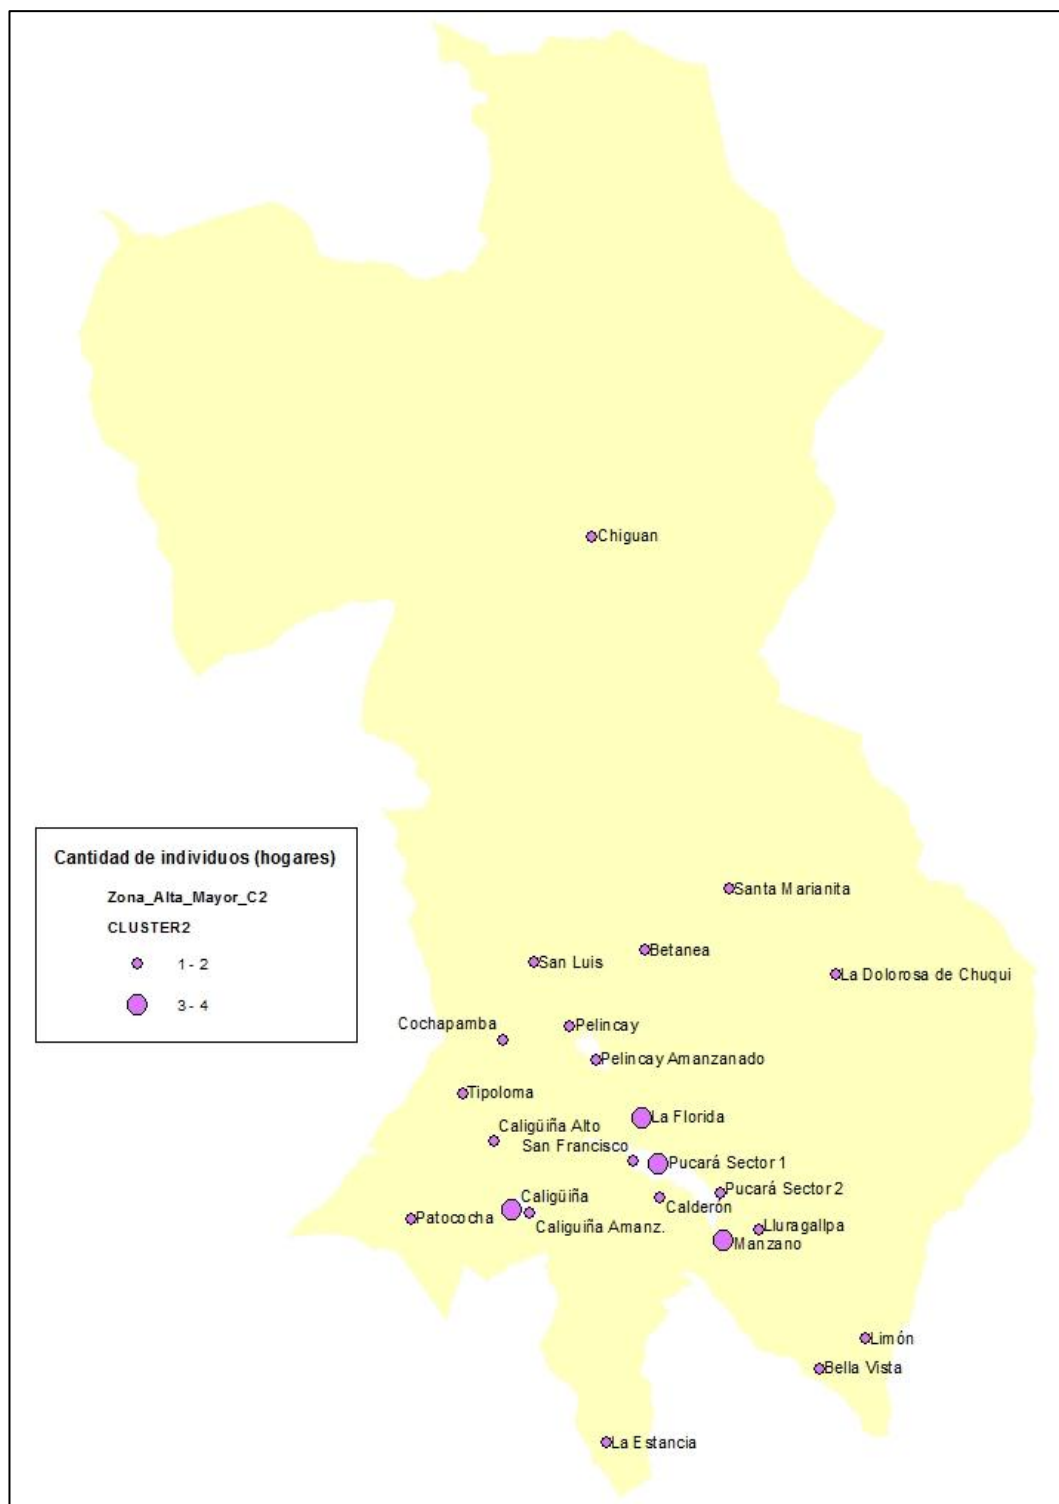 Chiguan
Cantidad de individuos (hogares)
Zona_Alta_Mayor_C2
CLUSTER2
1 - 2
3 - 4
Santa Marianita
Betanea
San Luis
La Dolorosa de Chuqui
Cochapamba
Pelincay
Pelincay Amanzanado
Tipoloma
La Florida
Caligüiña Alto
San Francisco
Pucará Sector 1
Pucará Sector 2
Caligüiña
Calderón
Patococha
Caliguiña Amanz.
Lluragallpa
Manzano
Limón
Bella Vista
La Estancia